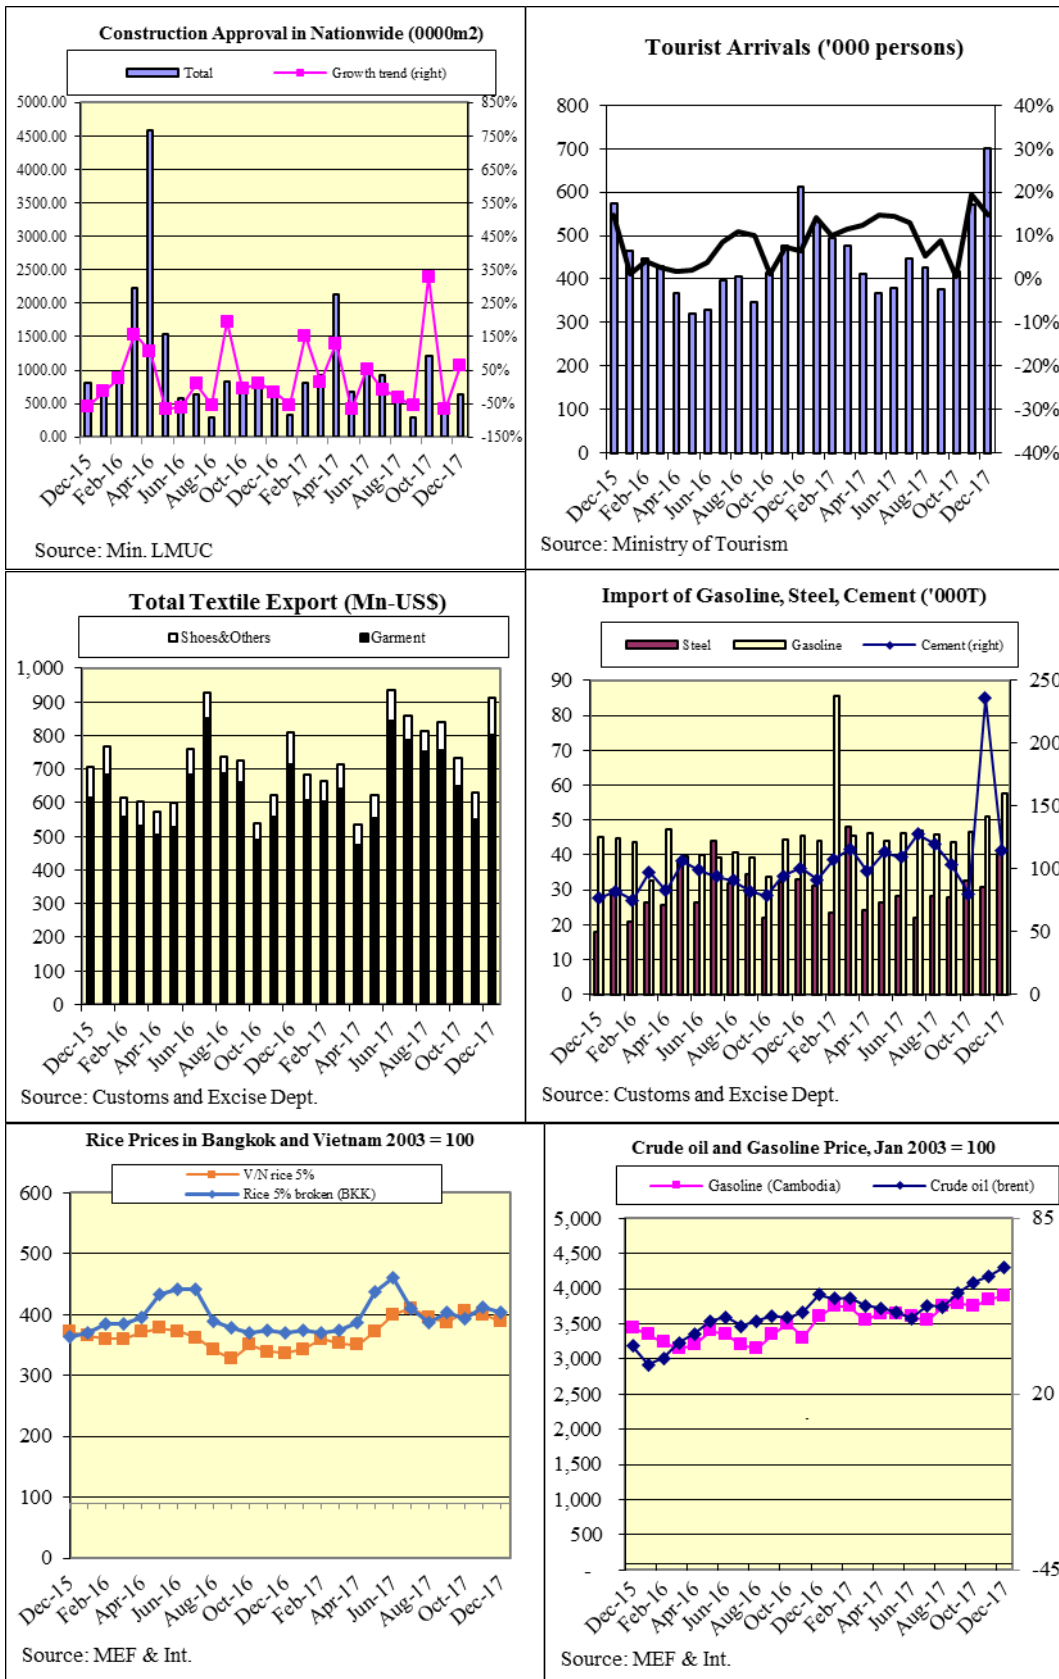 Construction Approval in Nationwide (0000m2)
Total Growth trend (right)
5000.00 850%
4500.00 750%
4000.00 650%
3500.00 550%
3000.00 450%
2500.00 350%
2000.00 250%
1500.00 150%
1000.00 50%
500.00 -50%
0.00 -150%
Dec-15 Feb-16 Apr-16 Jun-16 Aug-16 Oct-16 Dec-16 Feb-17 Apr-17 Jun-17 Aug-17 Oct-17 Dec-17
Source: Min. LMUC
Tourist Arrivals ('000 persons)
800 40%
700 30%
600 20%
500 10%
400 0%
300 -10%
200 -20%
100 -30%
0 -40%
Dec-15 Feb-16 Apr-16 Jun-16 Aug-16 Oct-16 Dec-16 Feb-17 Apr-17 Jun-17 Aug-17 Oct-17 Dec-17
Source: Ministry of Tourism
Total Textile Export (Mn-US$)
Shoes&Others Garment
1,000
900
800
700
600
500
400
300
200
100
0
Dec-15 Feb-16 Apr-16 Jun-16 Aug-16 Oct-16 Dec-16 Feb-17 Apr-17 Jun-17 Aug-17 Oct-17 Dec-17
Source: Customs and Excise Dept.
Import of Gasoline, Steel, Cement ('000T)
Steel Gasoline Cement (right)
90 250
80
70 200
60
50 150
40 100
30
20 50
10
0 0
Dec-15 Feb-16 Apr-16 Jun-16 Aug-16 Oct-16 Dec-16 Feb-17 Apr-17 Jun-17 Aug-17 Oct-17 Dec-17
Source: Customs and Excise Dept.
Rice Prices in Bangkok and Vietnam 2003 = 100
V/N rice 5%
Rice 5% broken (BKK)
600
500
400
300
200
100
0
Dec-15 Feb-16 Apr-16 Jun-16 Aug-16 Oct-16 Dec-16 Feb-17 Apr-17 Jun-17 Aug-17 Oct-17 Dec-17
Source: MEF & Int.
Crude oil and Gasoline Price, Jan 2003 = 100
Gasoline (Cambodia) Crude oil (brent)
5,000 85
4,500
4,000
3,500
3,000
2,500 20
2,000
1,500
1,000
500
- -45
Dec-15 Feb-16 Apr-16 Jun-16 Aug-16 Oct-16 Dec-16 Feb-17 Apr-17 Jun-17 Aug-17 Oct-17 Dec-17
Source: MEF & Int.